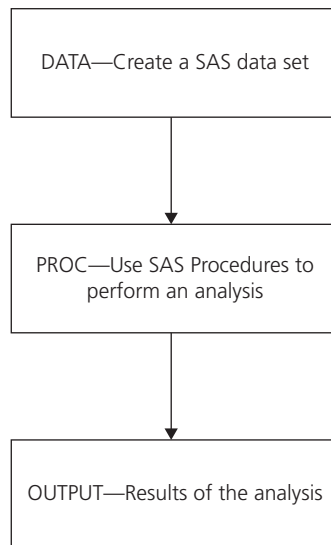 DATA—Create a SAS data set
PROC—Use SAS Procedures to
perform an analysis
OUTPUT—Results of the analysis